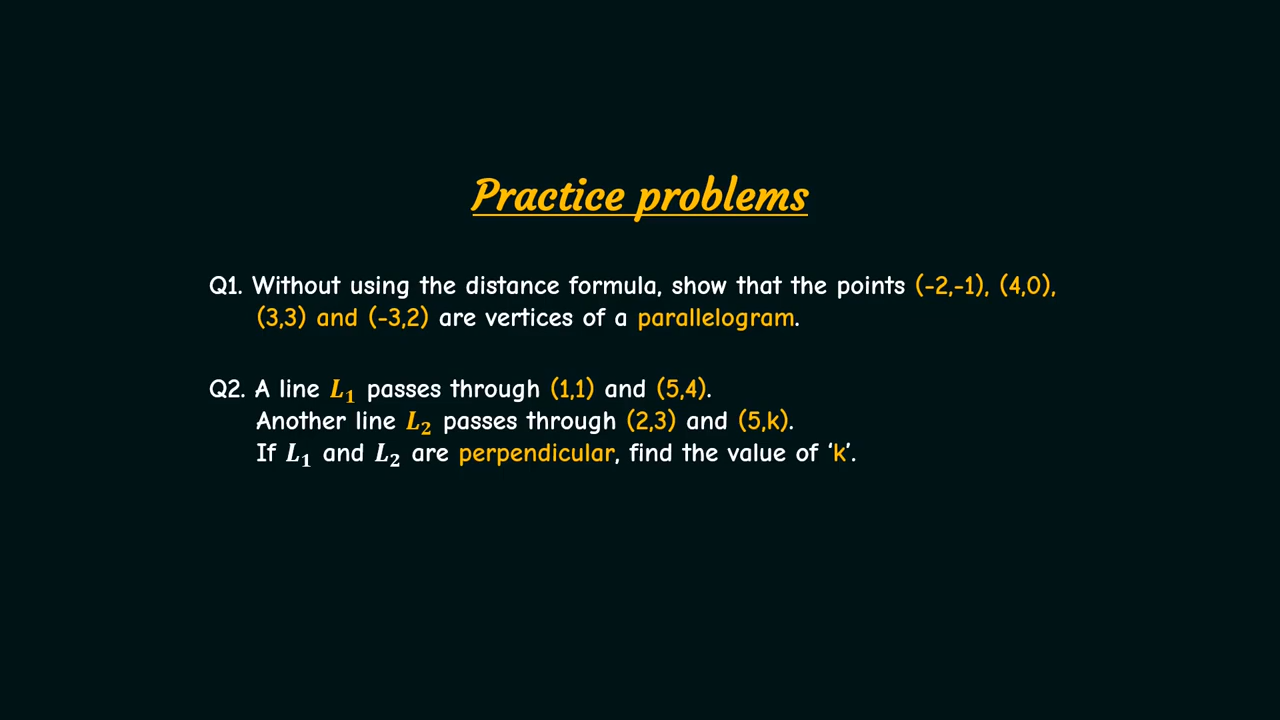 Practice problems
Q1. Without using the distance formula, show that the points (-2,-1), (4,0),
(3,3) and (-3,2) are vertices of a parallelogram.
Q2. A line L₁ passes through (1,1) and (5,4).
Another line L₂ passes through (2,3) and (5,k).
If L₁ and L₂ are perpendicular, find the value of ‘k’.